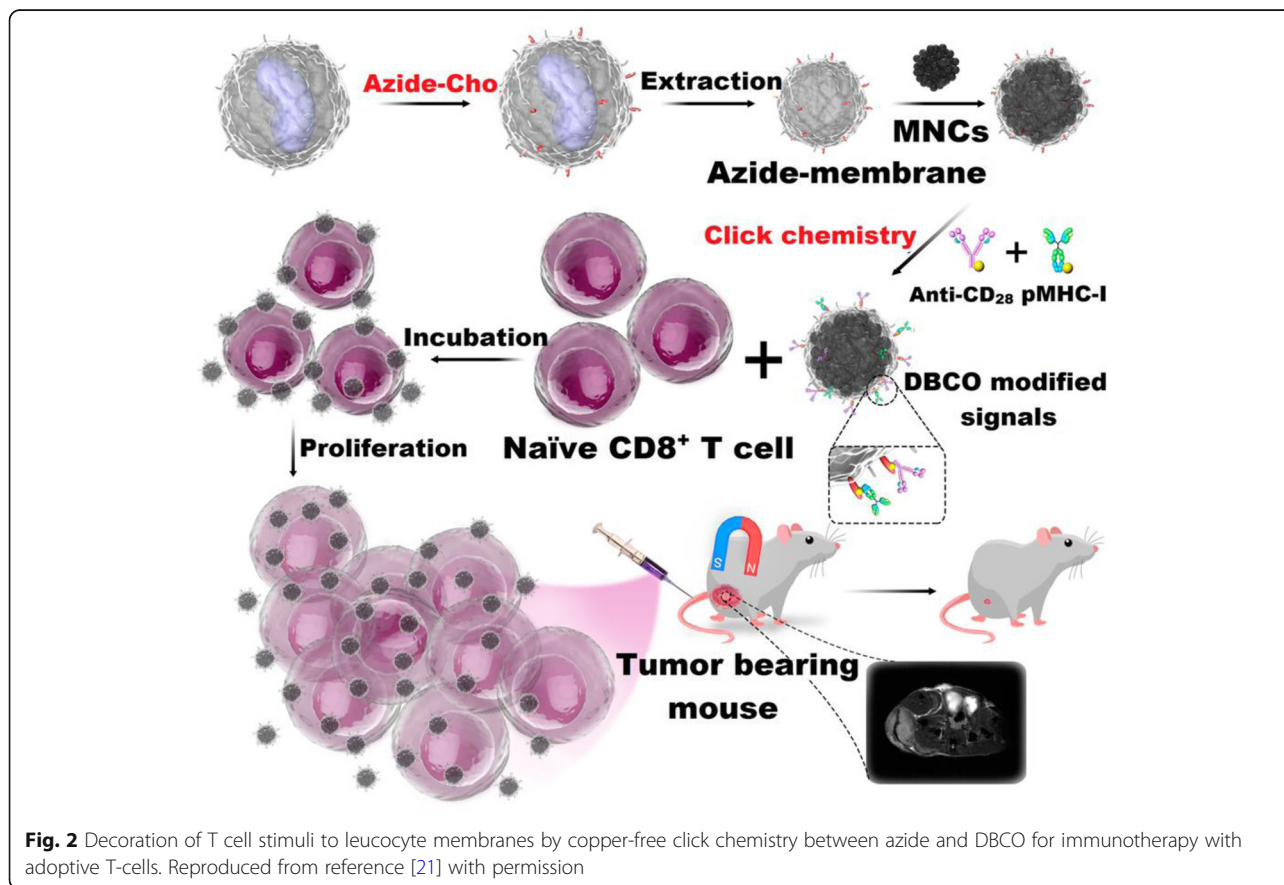 Azide-Cho
Extraction
MNCs
Azide-membrane
Click chemistry
+
Anti-CD₂₈ pMHC-I
Incubation
+
DBCO modified
signals
Proliferation
Naïve CD8⁺ T cell
S
N
Tumor bearing
mouse
Fig. 2 Decoration of T cell stimuli to leucocyte membranes by copper-free click chemistry between azide and DBCO for immunotherapy with
adoptive T-cells. Reproduced from reference [21] with permission